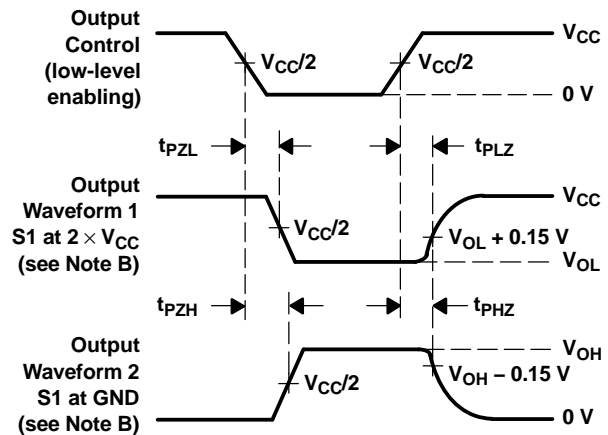 Output
Control
(low-level
enabling)
VCC/2
VCC/2
VCC
0 V
tPZL
tPLZ
Output
Waveform 1
S1 at 2 × VCC
(see Note B)
VCC/2
VCC
VOL + 0.15 V
VOL
tPZH
tPHZ
Output
Waveform 2
S1 at GND
(see Note B)
VCC/2
VOH
VOH – 0.15 V
0 V